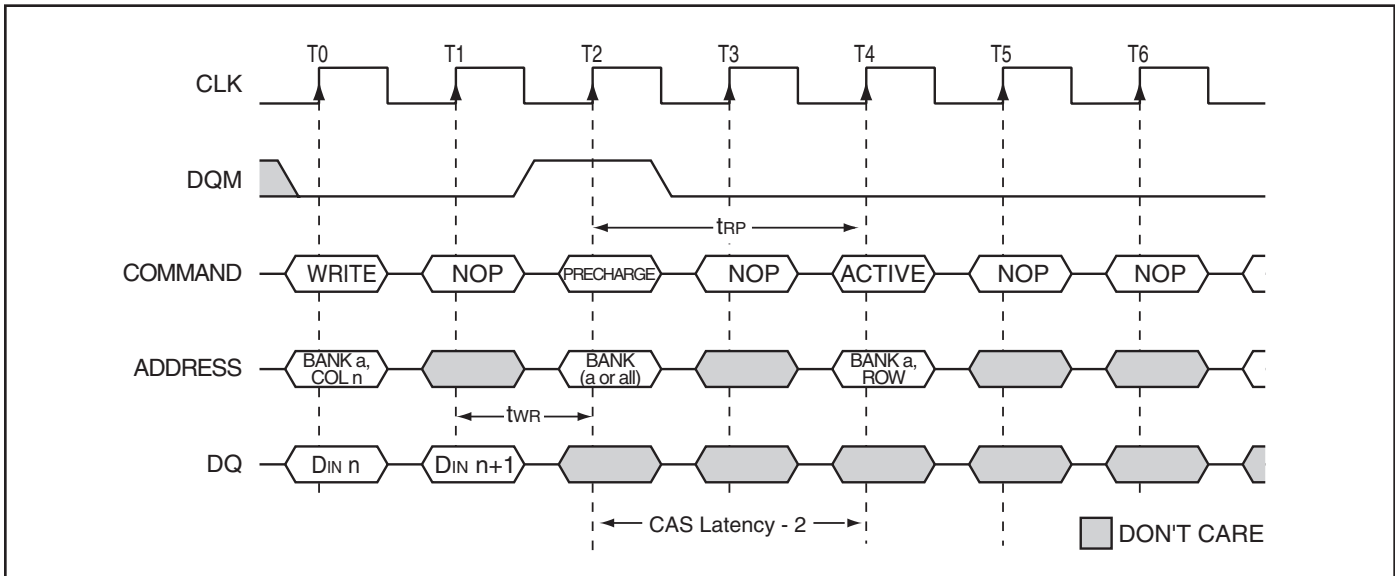 T0 T1 T2 T3 T4 T5 T6
CLK
DQM
tRP
COMMAND WRITE NOP PRECHARGE NOP ACTIVE NOP NOP
ADDRESS BANK a, COL n BANK (a or all) BANK a, ROW
tWR
DQ DIN n DIN n+1
CAS Latency - 2
DON'T CARE